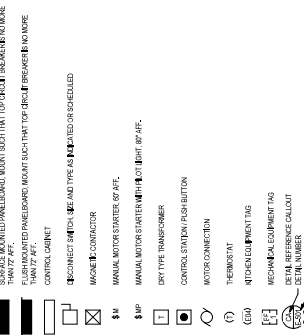 SURFACE MOUNTED PANELBOARD, MOUNT SUCH THAT TOP CIRCUIT BREAKER IS NO MORE
THAN 72" AFF.
FLUSH MOUNTED PANELBOARD, MOUNT SUCH THAT TOP CIRCUIT BREAKER IS NO MORE
THAN 72" AFF.
CONTROL CABINET
DISCONNECT SWITCH, SIZE AND TYPE AS INDICATED OR SCHEDULED
MAGNETIC CONTACTOR
$ M MANUAL MOTOR STARTER, 60" AFF.
$ MP MANUAL MOTOR STARTER WITH PILOT LIGHT, 60" AFF.
T DRY TYPE TRANSFORMER
CONTROL STATION / PUSH BUTTON
MOTOR CONNECTION
(T) THERMOSTAT
KITCHEN EQUIPMENT TAG
EF MECHANICAL EQUIPMENT TAG
DETAIL REFERENCE CALLOUT
DETAIL NUMBER